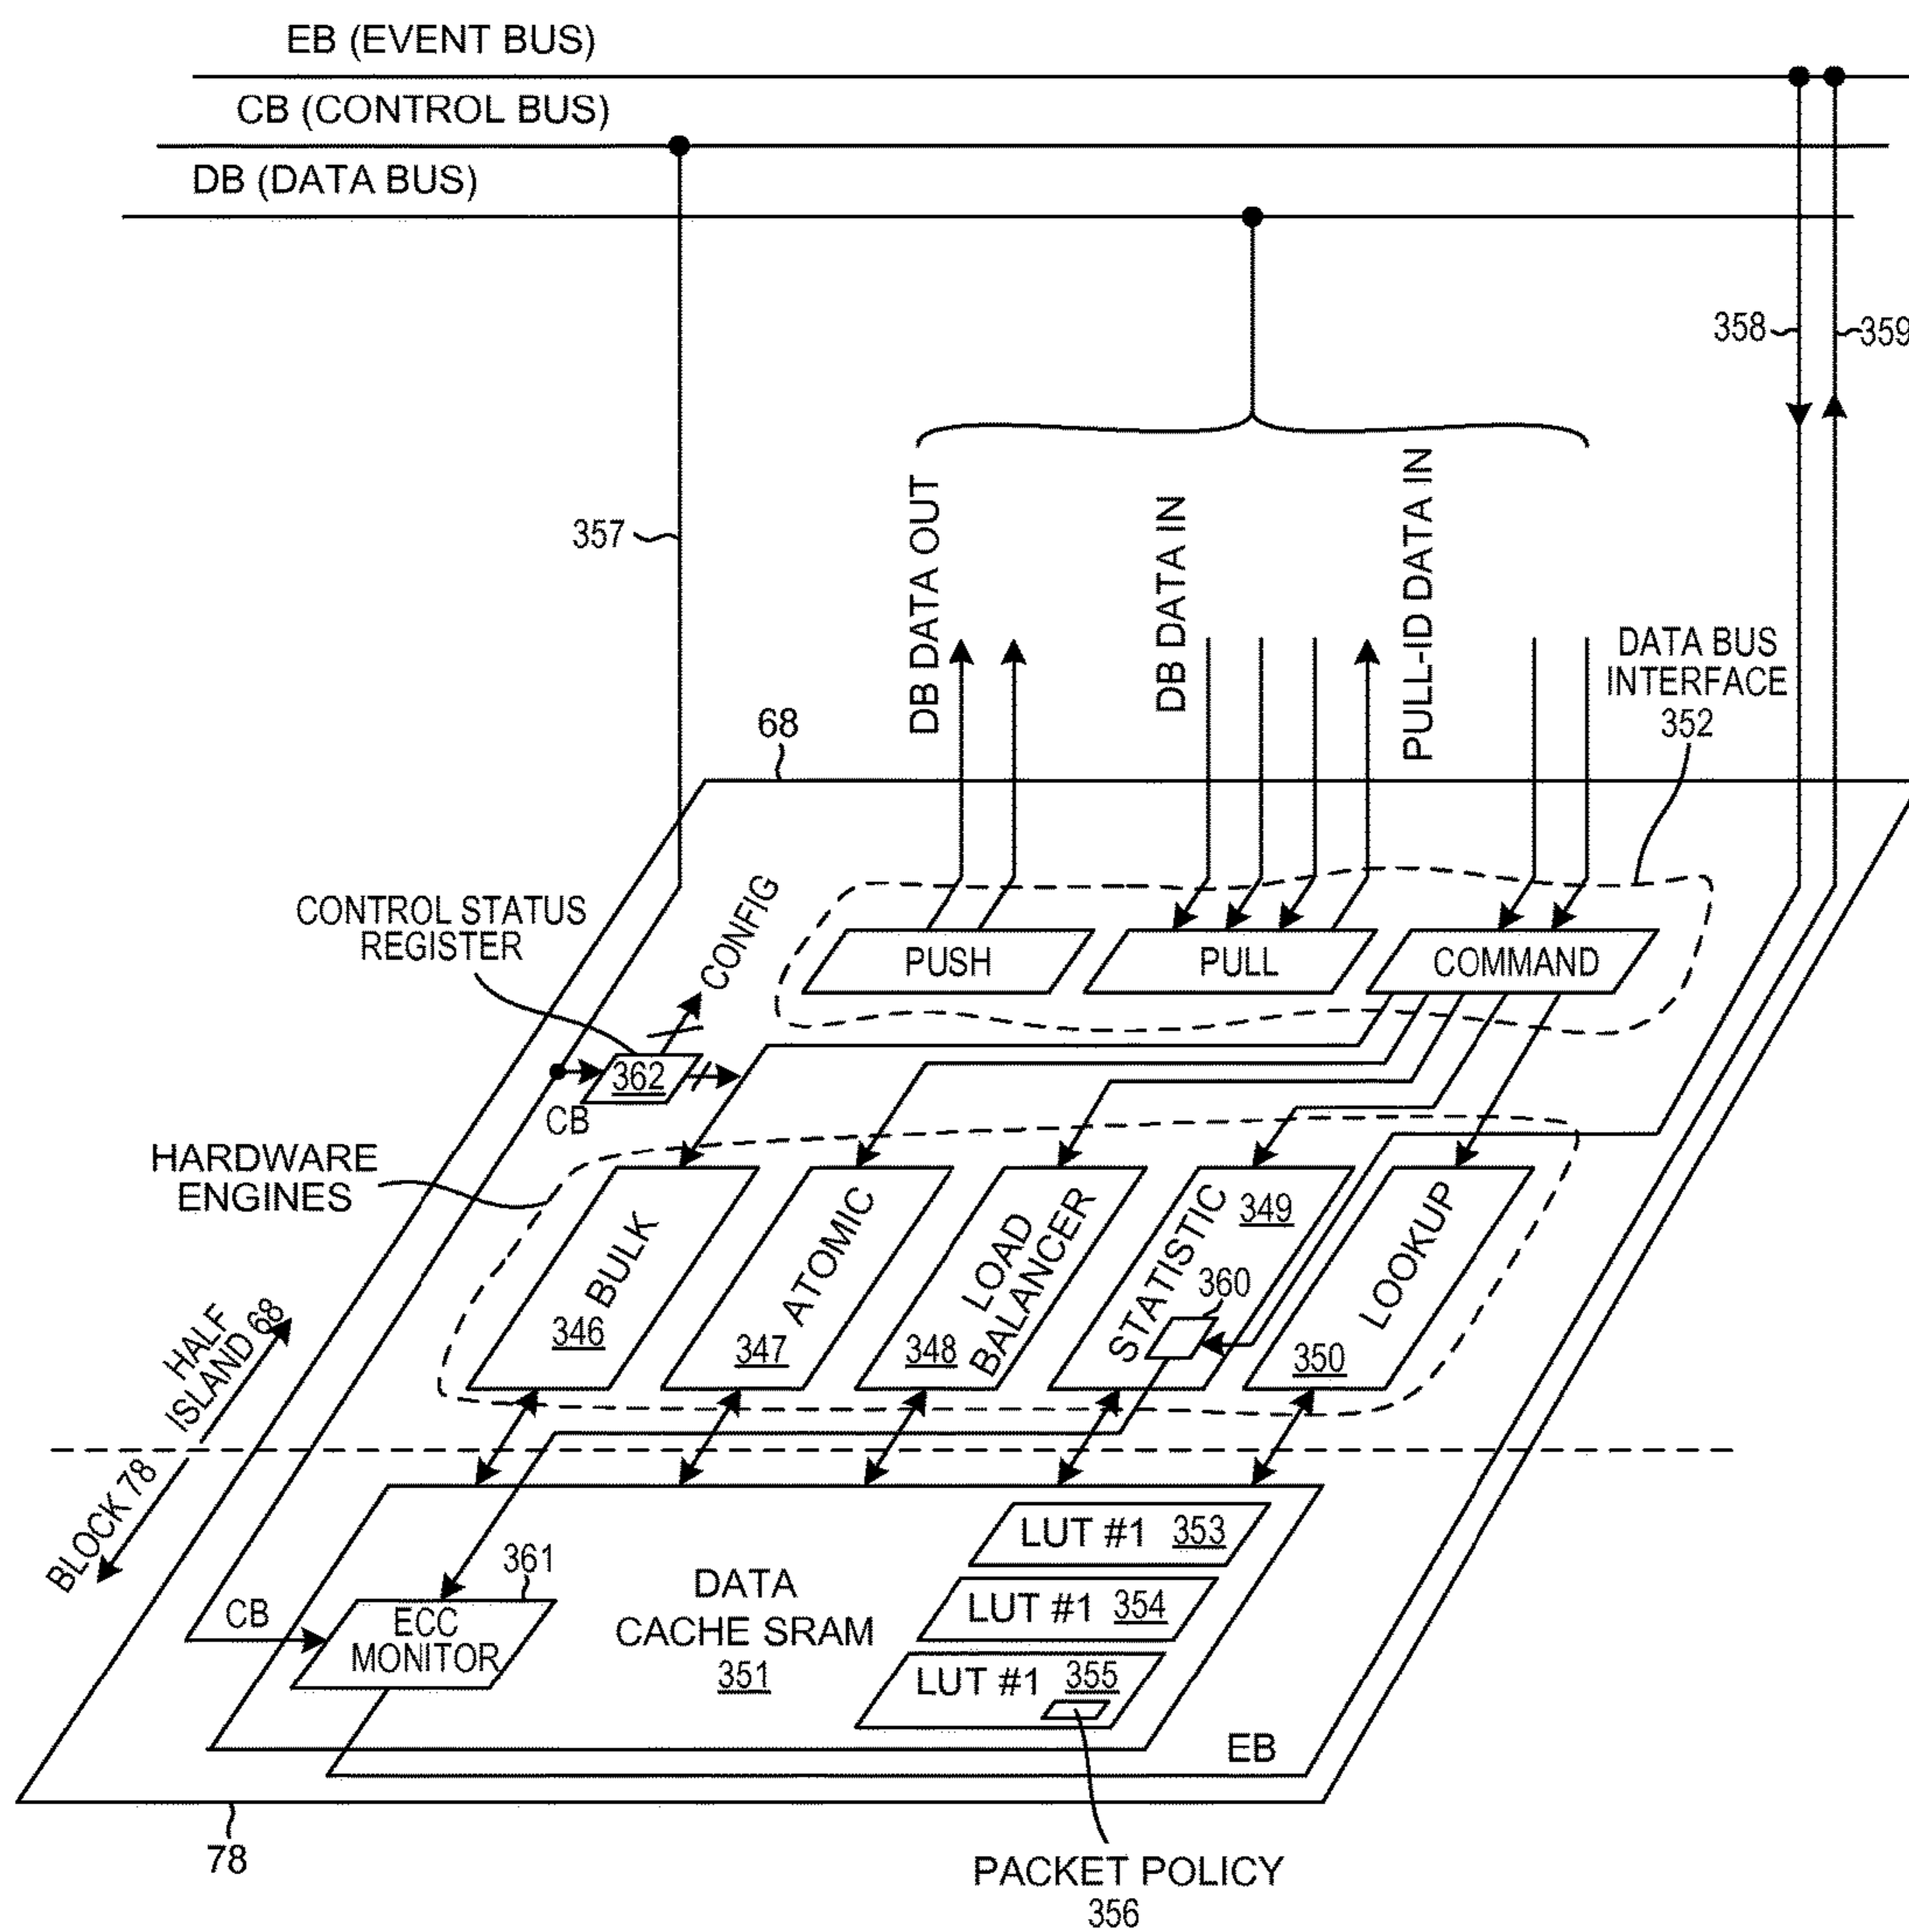 EB (EVENT BUS)
CB (CONTROL BUS)
DB (DATA BUS)
358
359
357
DB DATA OUT
DB DATA IN
PULL-ID DATA IN
DATA BUS
INTERFACE
352
68
CONTROL STATUS
REGISTER
CONFIG
PUSH
PULL
COMMAND
362
CB
HARDWARE
ENGINES
BULK
346
ATOMIC
347
LOAD
BALANCER
348
STATISTIC
349
360
LOOKUP
350
HALF
ISLAND 68
BLOCK 78
LUT #1 353
361
DATA
CACHE SRAM
351
LUT #1 354
CB
ECC
MONITOR
LUT #1 355
EB
78
PACKET POLICY
356